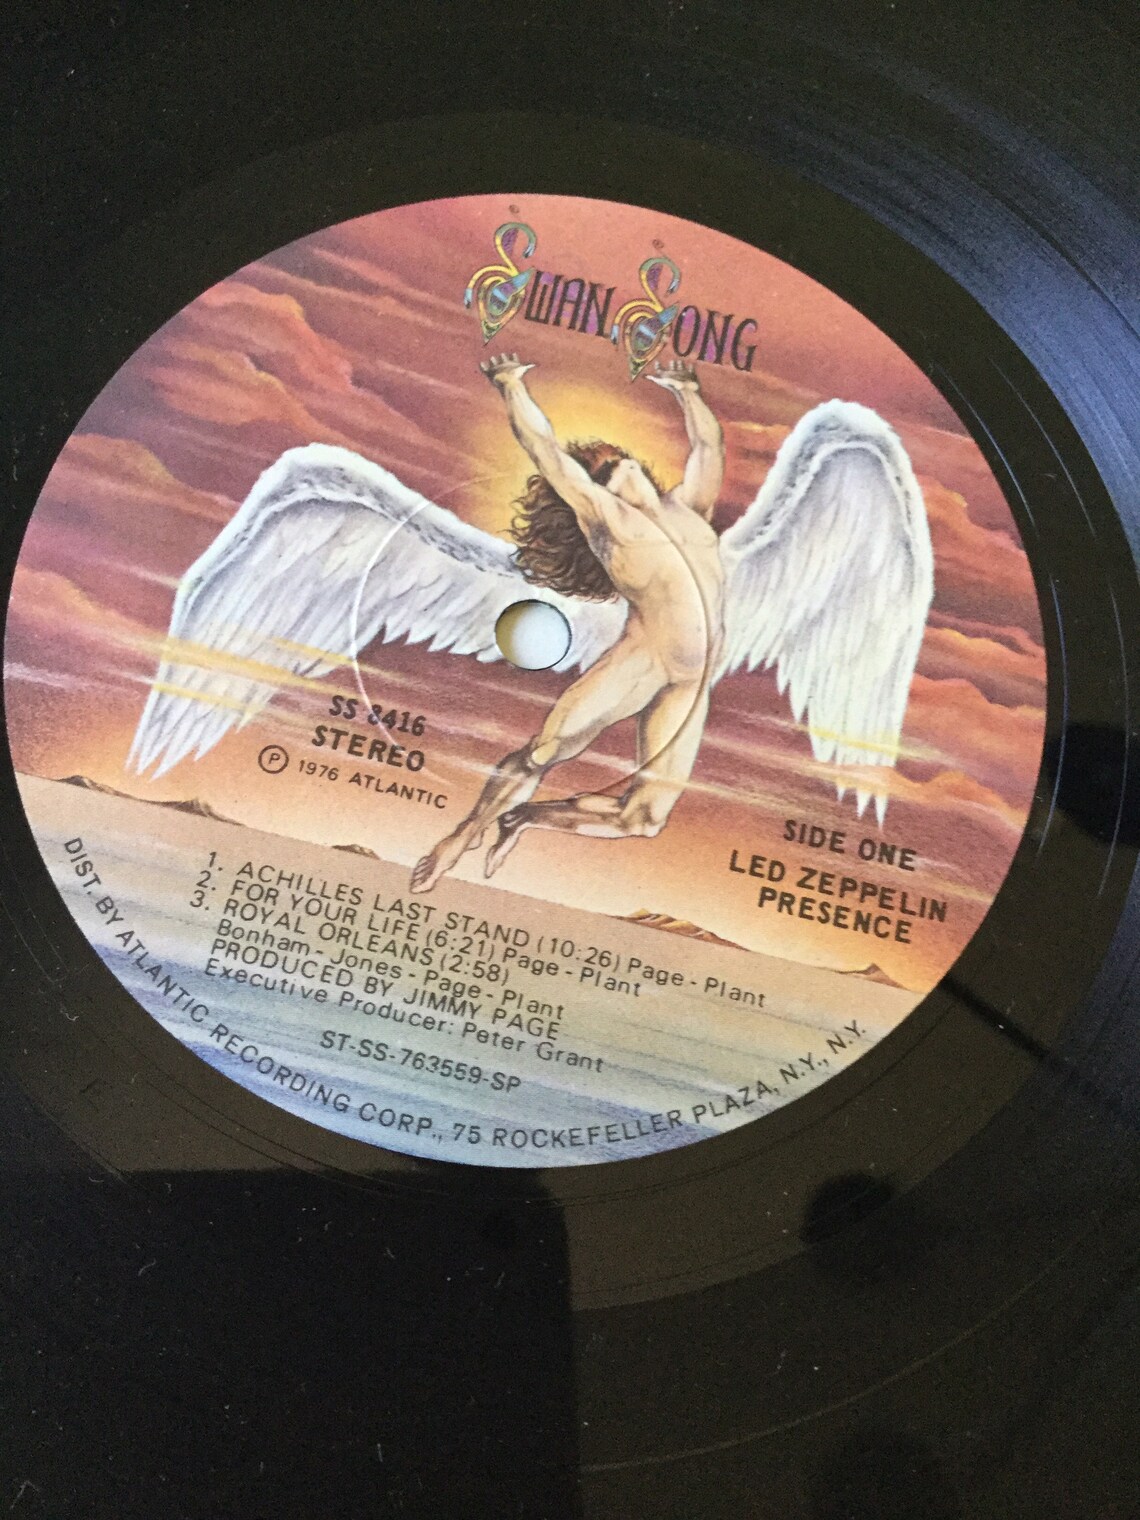 SWAN SONG
SS 8416
STEREO
Ⓟ 1976 ATLANTIC
SIDE ONE
LED ZEPPELIN
PRESENCE
1. ACHILLES LAST STAND (10:26) Page - Plant
2. FOR YOUR LIFE (6:21) Page - Plant
3. ROYAL ORLEANS (2:58)
Bonham - Jones - Page - Plant
PRODUCED BY JIMMY PAGE
Executive Producer: Peter Grant
ST-SS-763559-SP
DIST. BY ATLANTIC RECORDING CORP., 75 ROCKEFELLER PLAZA, N.Y., N.Y.